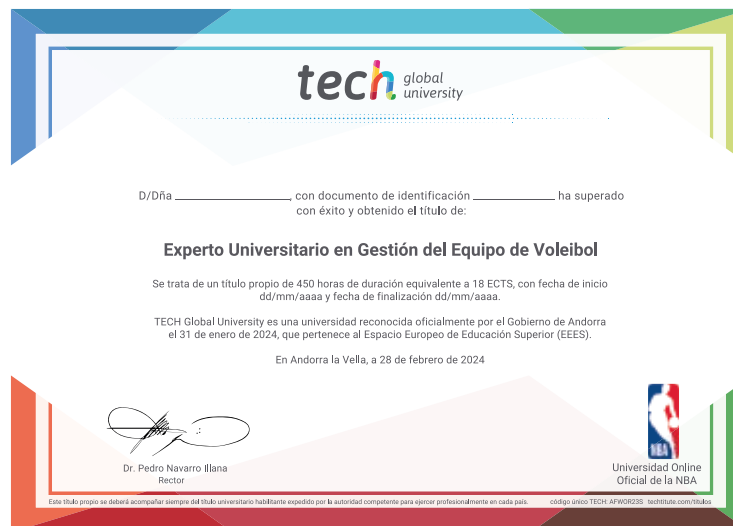 tech global
university
D/Dña ____________________, con documento de identificación ______________ ha superado
con éxito y obtenido el título de:
Experto Universitario en Gestión del Equipo de Voleibol
Se trata de un título propio de 450 horas de duración equivalente a 18 ECTS, con fecha de inicio
dd/mm/aaaa y fecha de finalización dd/mm/aaaa.
TECH Global University es una universidad reconocida oficialmente por el Gobierno de Andorra
el 31 de enero de 2024, que pertenece al Espacio Europeo de Educación Superior (EEES).
En Andorra la Vella, a 28 de febrero de 2024
Dr. Pedro Navarro Illana
Rector
NBA
Universidad Online
Oficial de la NBA
Este título propio se deberá acompañar siempre del título universitario habilitante expedido por la autoridad competente para ejercer profesionalmente en cada país. código único TECH: AFWOR23S techtitute.com/titulos